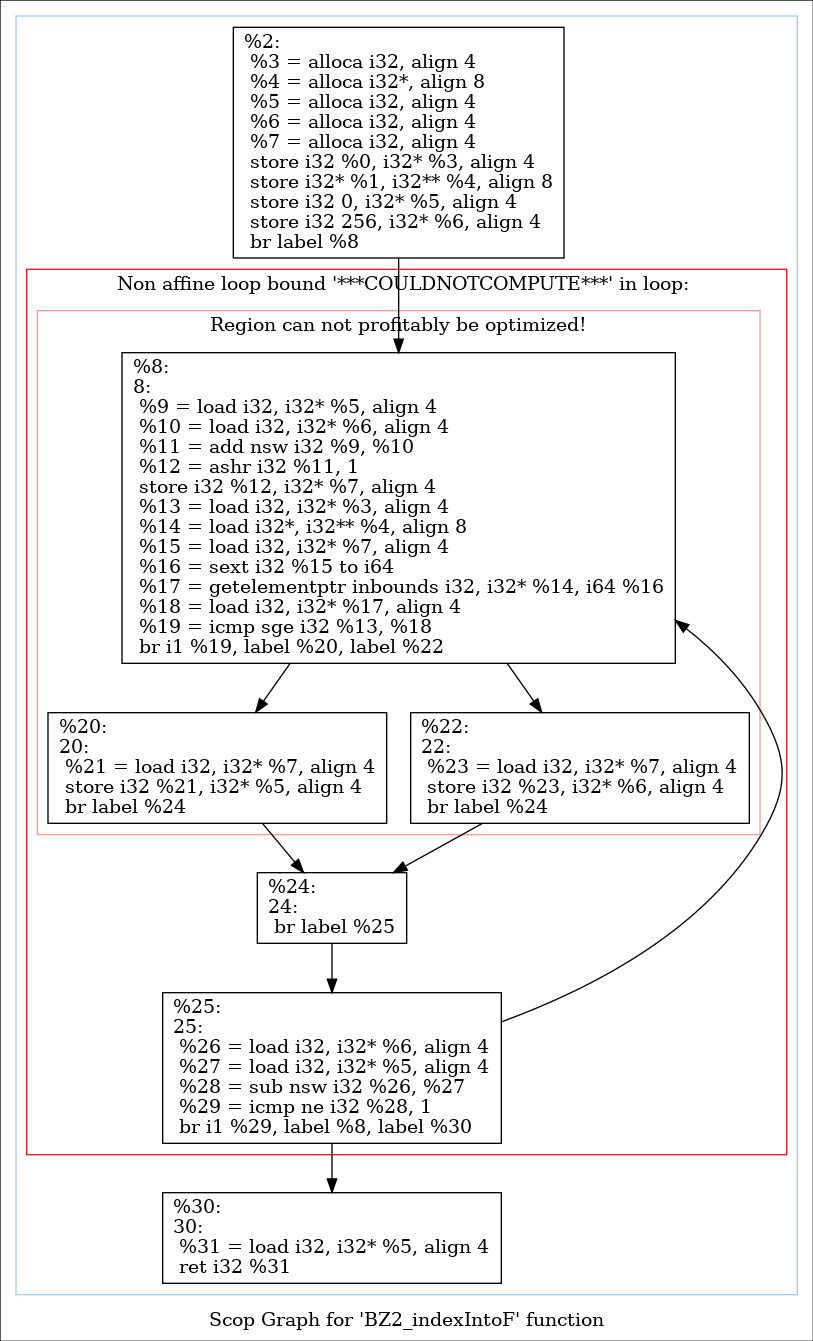 %2:
%3 = alloca i32, align 4
%4 = alloca i32*, align 8
%5 = alloca i32, align 4
%6 = alloca i32, align 4
%7 = alloca i32, align 4
store i32 %0, i32* %3, align 4
store i32* %1, i32** %4, align 8
store i32 0, i32* %5, align 4
store i32 256, i32* %6, align 4
br label %8
Non affine loop bound '***COULDNOTCOMPUTE***' in loop:
Region can not profitably be optimized!
%8:
8:
%9 = load i32, i32* %5, align 4
%10 = load i32, i32* %6, align 4
%11 = add nsw i32 %9, %10
%12 = ashr i32 %11, 1
store i32 %12, i32* %7, align 4
%13 = load i32, i32* %3, align 4
%14 = load i32*, i32** %4, align 8
%15 = load i32, i32* %7, align 4
%16 = sext i32 %15 to i64
%17 = getelementptr inbounds i32, i32* %14, i64 %16
%18 = load i32, i32* %17, align 4
%19 = icmp sge i32 %13, %18
br i1 %19, label %20, label %22
%20:
20:
%21 = load i32, i32* %7, align 4
store i32 %21, i32* %5, align 4
br label %24
%22:
22:
%23 = load i32, i32* %7, align 4
store i32 %23, i32* %6, align 4
br label %24
%24:
24:
br label %25
%25:
25:
%26 = load i32, i32* %6, align 4
%27 = load i32, i32* %5, align 4
%28 = sub nsw i32 %26, %27
%29 = icmp ne i32 %28, 1
br i1 %29, label %8, label %30
%30:
30:
%31 = load i32, i32* %5, align 4
ret i32 %31
Scop Graph for 'BZ2_indexIntoF' function